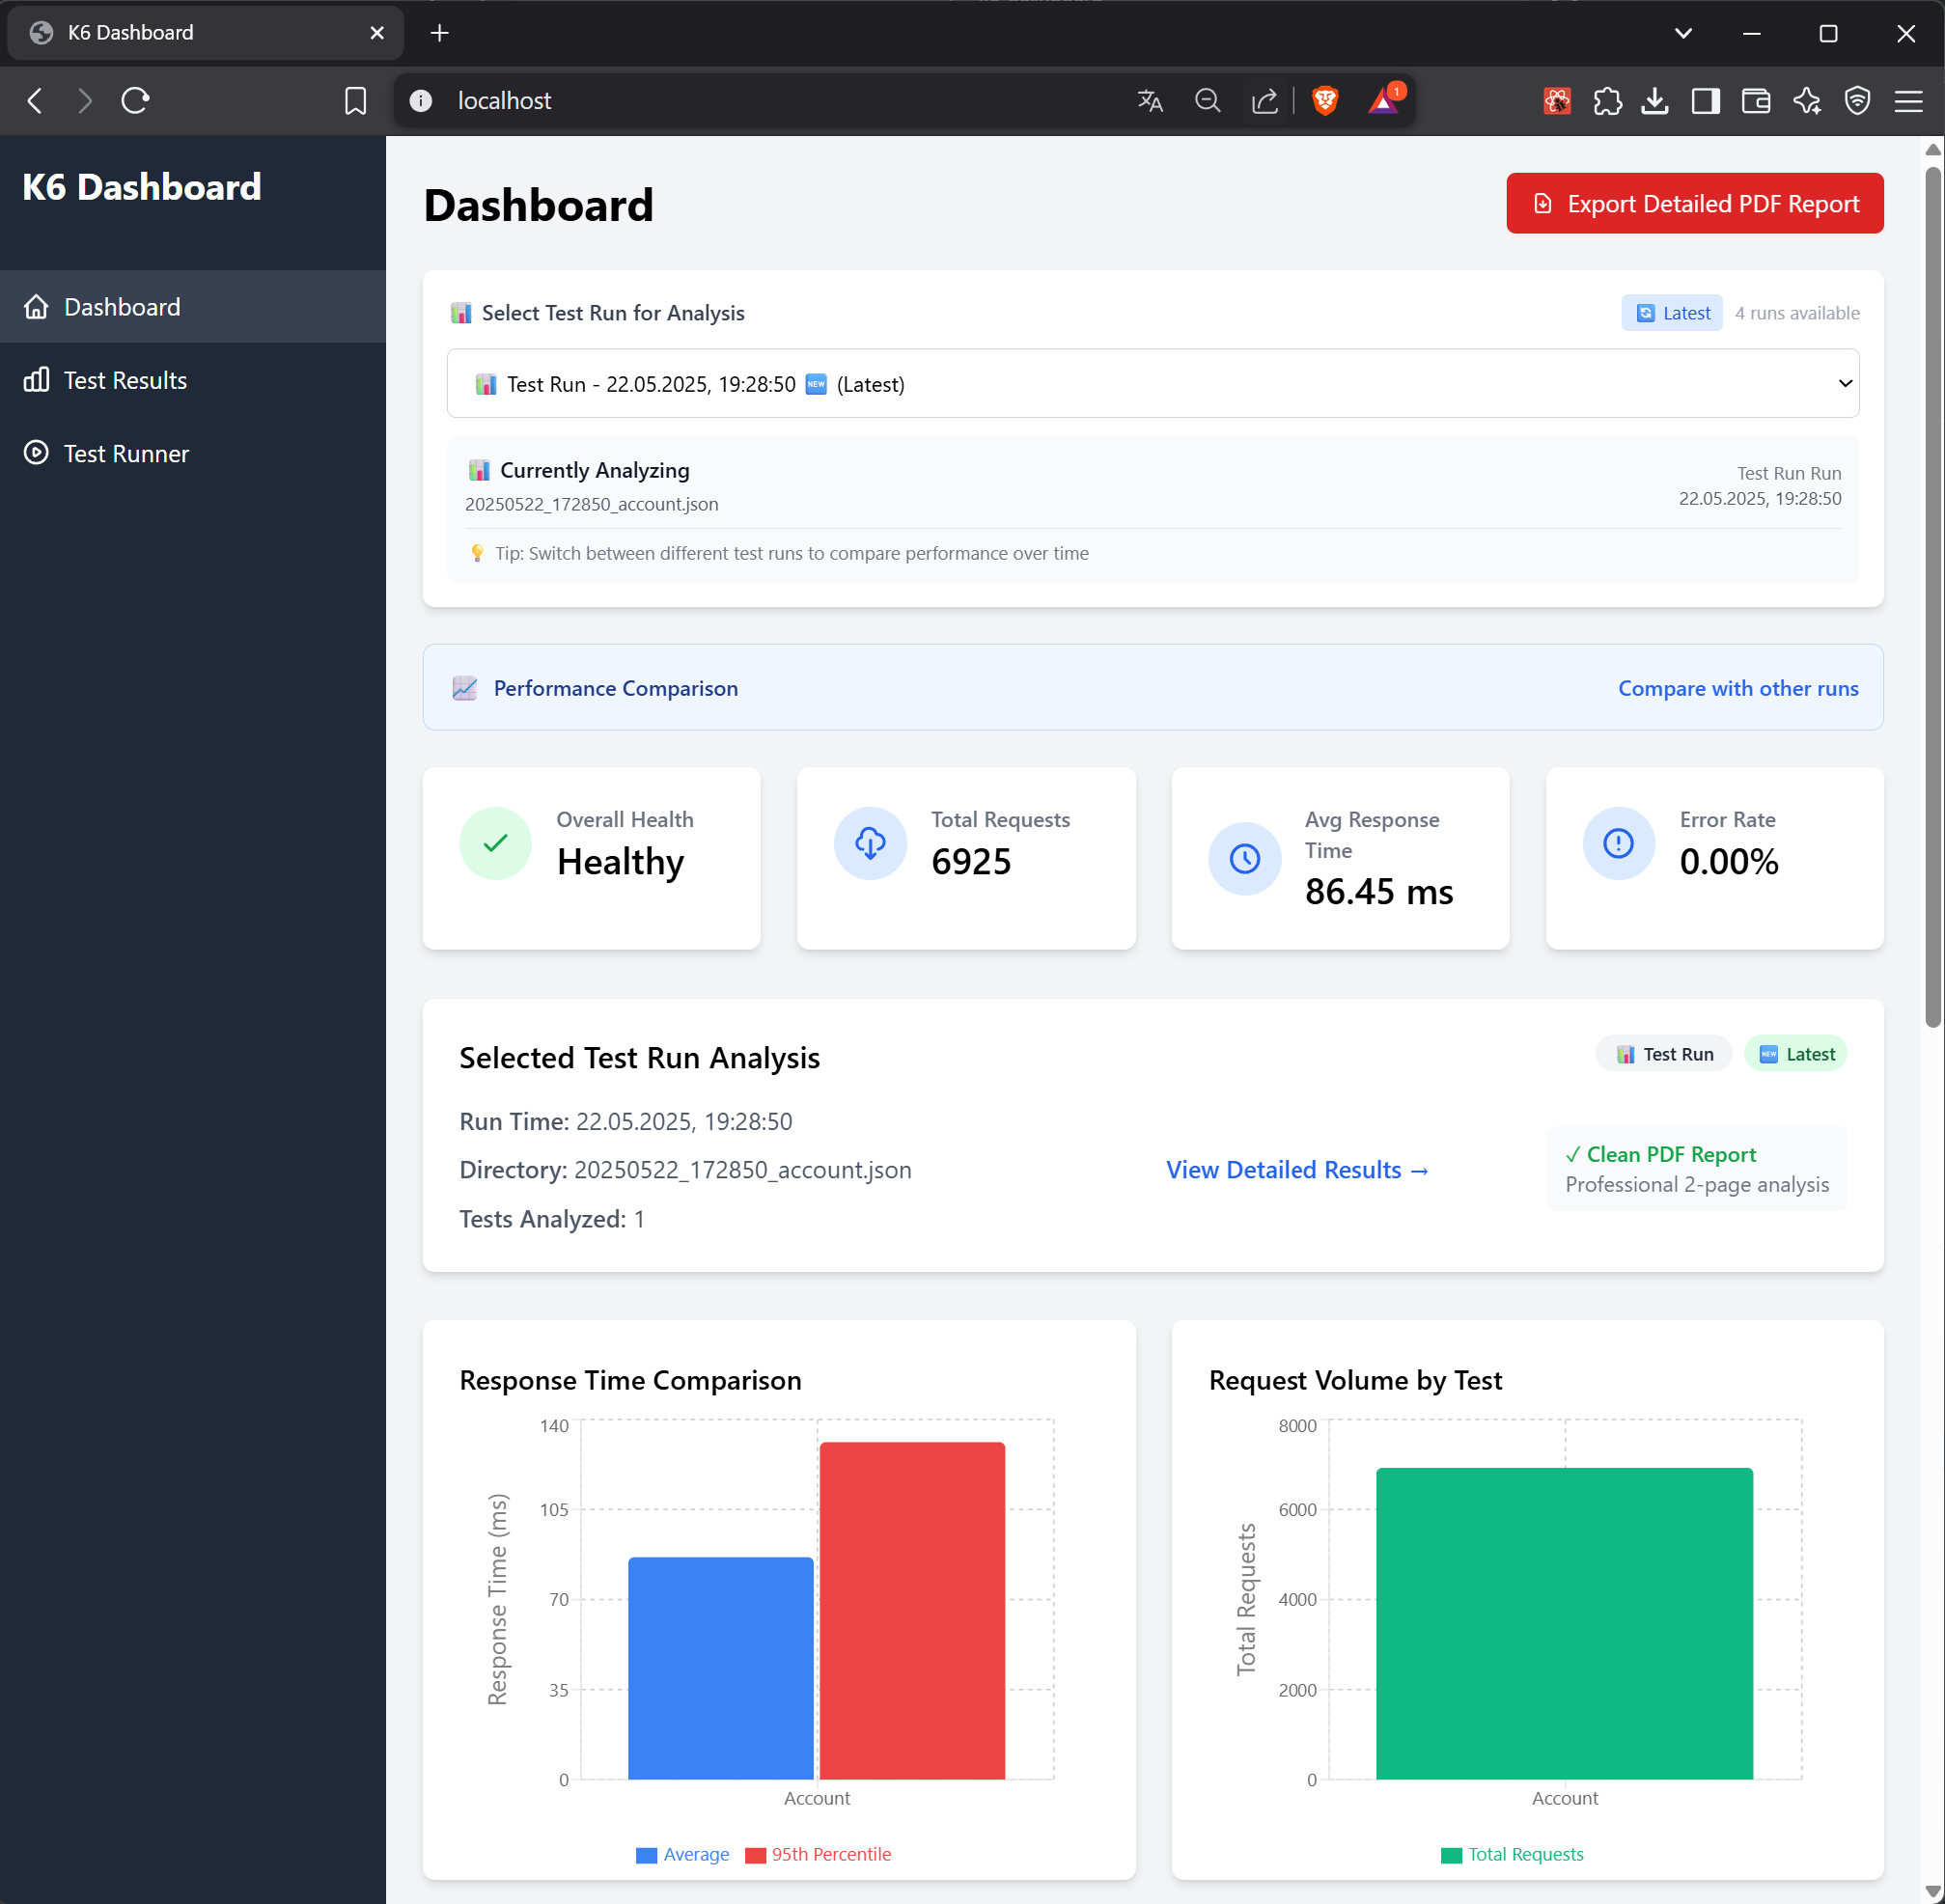 K6 Dashboard
1
localhost
K6 Dashboard
Dashboard
Test Results
Test Runner
Dashboard
Export Detailed PDF Report
Select Test Run for Analysis
Latest
4 runs available
Test Run - 22.05.2025, 19:28:50 NEW (Latest)
Currently Analyzing
20250522_172850_account.json
Test Run Run
22.05.2025, 19:28:50
Tip: Switch between different test runs to compare performance over time
Performance Comparison
Compare with other runs
Overall Health
Healthy
Total Requests
6925
Avg Response
Time
86.45 ms
Error Rate
0.00%
Selected Test Run Analysis
Test Run
NEW Latest
Run Time: 22.05.2025, 19:28:50
Directory: 20250522_172850_account.json
Tests Analyzed: 1
View Detailed Results →
✓ Clean PDF Report
Professional 2-page analysis
Response Time Comparison
140
105
70
35
0
Response Time (ms)
Account
Average
95th Percentile
Request Volume by Test
8000
6000
4000
2000
0
Total Requests
Account
Total Requests